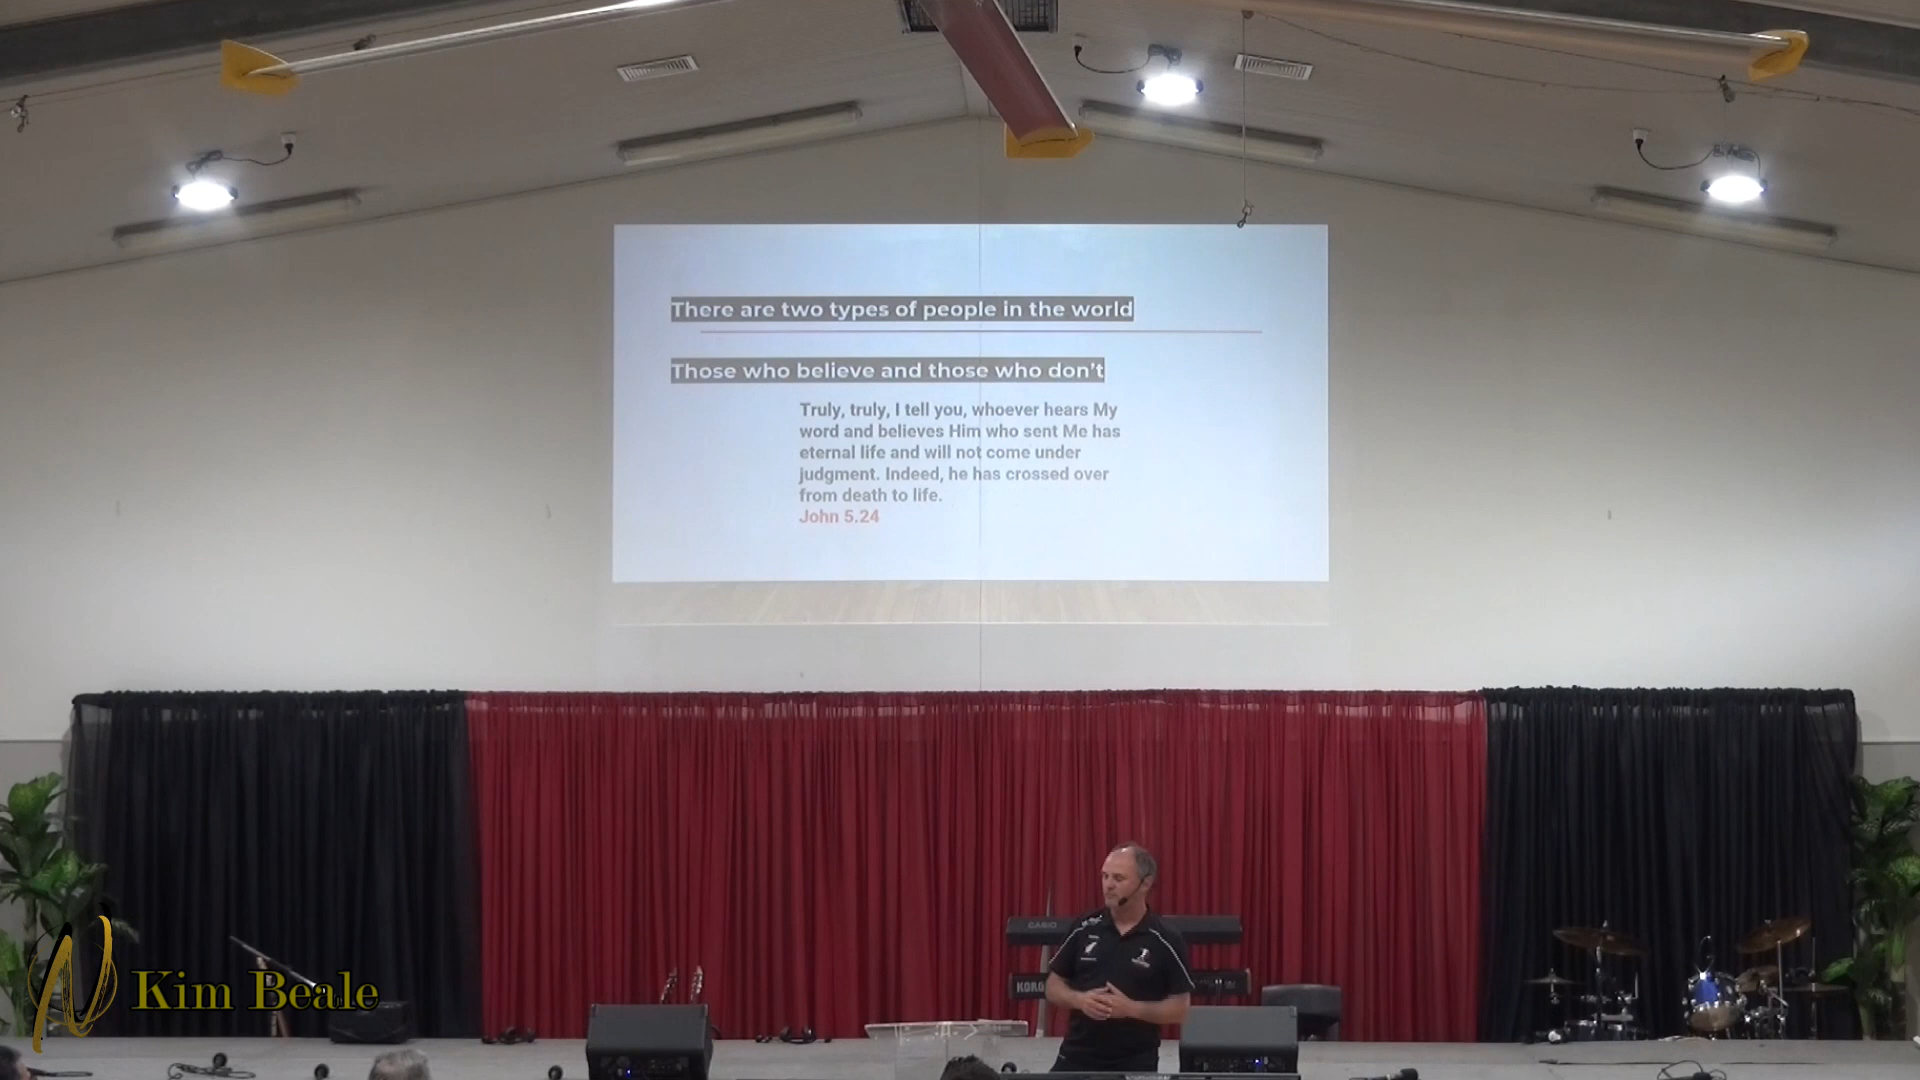 There are two types of people in the world
Those who believe and those who don't
Truly, truly, I tell you, whoever hears My
word and believes Him who sent Me has
eternal life and will not come under
judgment. Indeed, he has crossed over
from death to life.
John 5.24
CASIO
KORG
Kim Beale